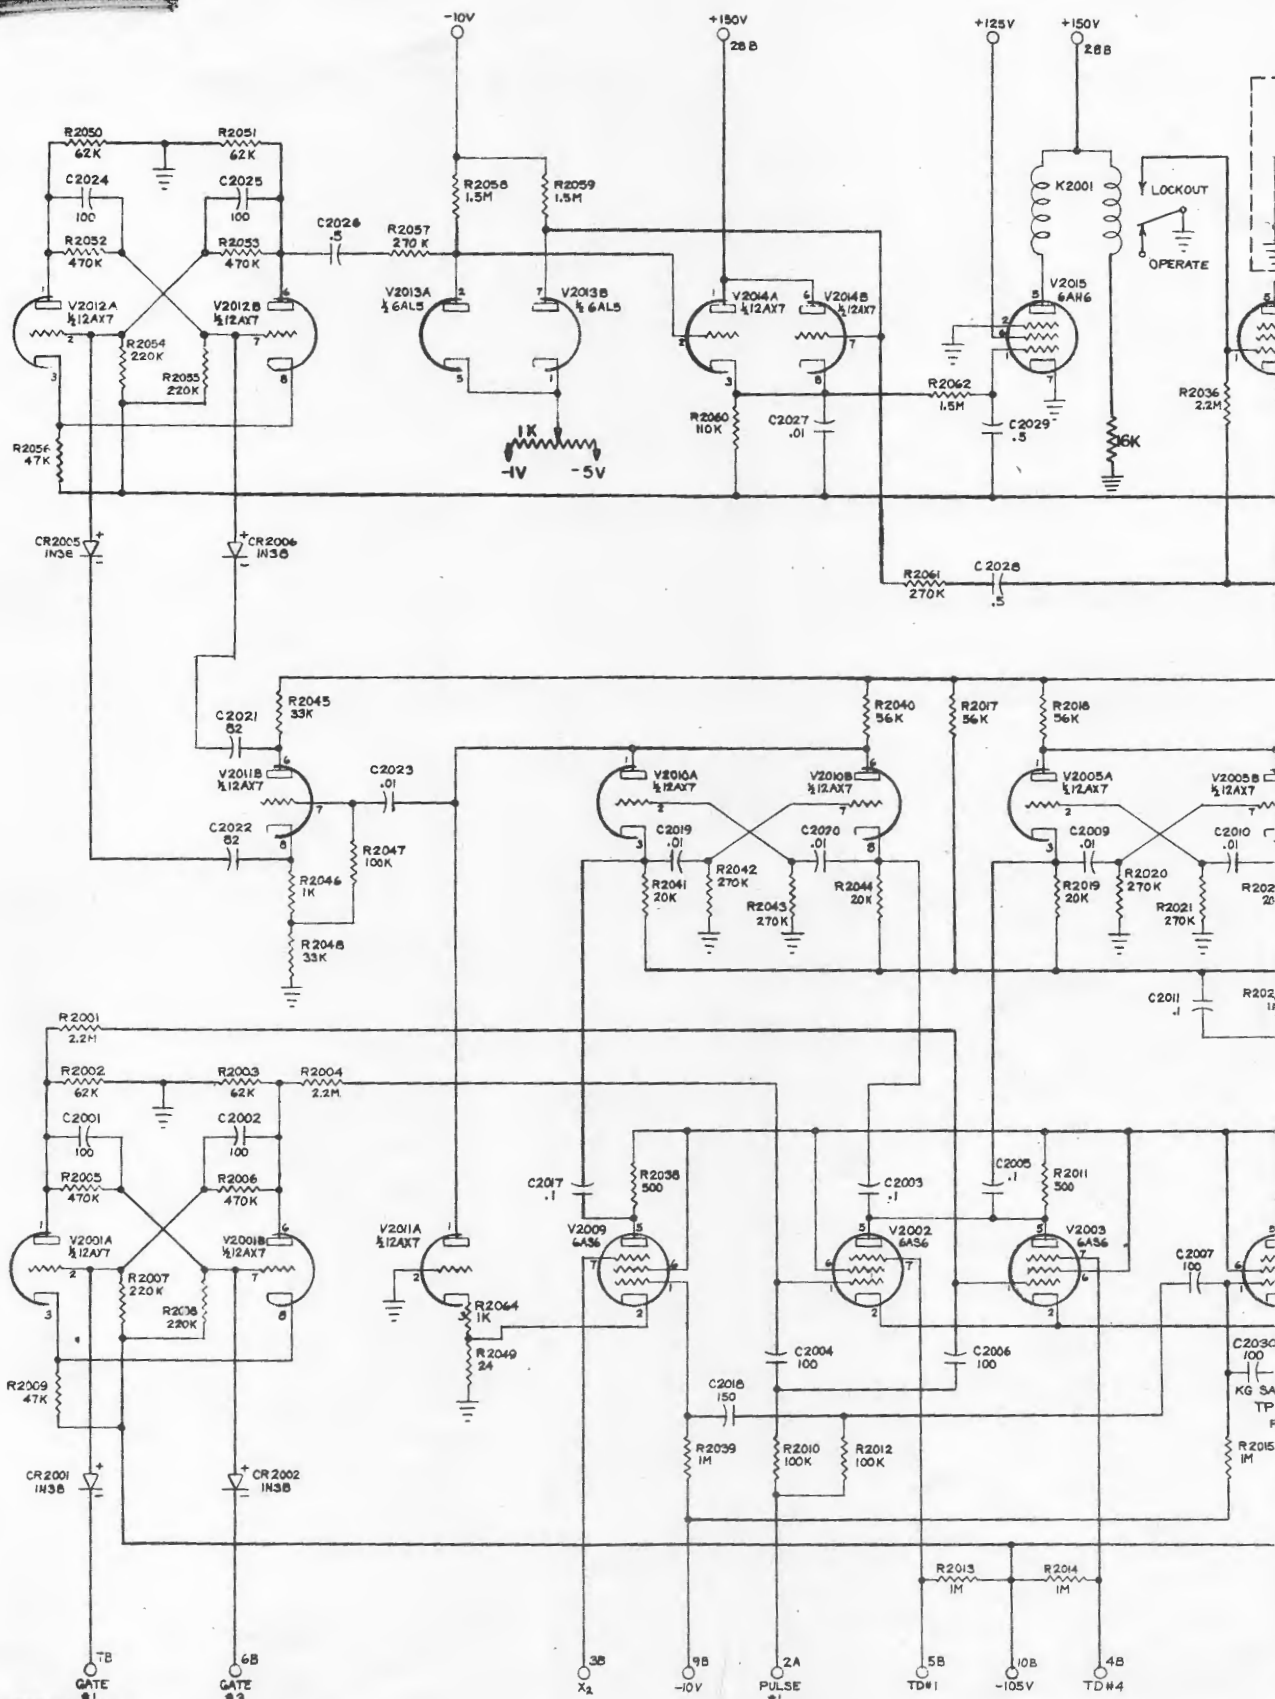 -10V
+150V
28B
+125V
+150V
28B
R2050
62K
R2051
62K
C2024
100
C2025
100
R2052
470K
R2053
470K
C2026
.5
R2057
270K
R2058
1.5M
R2059
1.5M
K2001
LOCKOUT
OPERATE
V2012A
½12AX7
V2012B
½12AX7
V2013A
½ 6AL5
V2013B
½ 6AL5
V2014A
½12AX7
V2014B
½12AX7
V2015
6AH6
R2054
220K
R2055
220K
R2056
47K
1K
-1V
-5V
R2060
110K
C2027
.01
R2062
1.5M
C2029
.5
16K
R2036
2.2M
CR2005
1N38
CR2006
1N38
R2061
270K
C2028
.5
R2045
33K
C2021
82
V2011B
½12AX7
C2022
82
C2023
.01
R2047
100K
R2046
1K
R2048
33K
R2040
56K
R2017
56K
R2018
56K
V2010A
½12AX7
V2010B
½12AX7
V2005A
½12AX7
V2005B
½12AX7
C2019
.01
C2020
.01
C2009
.01
C2010
.01
R2041
20K
R2042
270K
R2043
270K
R2044
20K
R2019
20K
R2020
270K
R2021
270K
C2011
.1
R2001
2.2M
R2002
62K
R2003
62K
R2004
2.2M
C2001
100
C2002
100
R2005
470K
R2006
470K
V2001A
½12AY7
V2001B
½12AX7
V2011A
½12AX7
C2017
.1
R2038
500
V2009
6AS6
C2003
.1
V2002
6AS6
C2005
.1
R2011
500
V2003
6AS6
C2007
100
R2007
220K
R2008
220K
R2009
47K
R2064
1K
R2049
24
C2004
100
C2006
100
C2030
100
KG SA
TP
C2018
150
R2039
1M
R2010
100K
R2012
100K
R2015
1M
CR2001
1N38
CR2002
1N38
R2013
1M
R2014
1M
7B
GATE
#1
6B
GATE
3B
X2
9B
-10V
2A
PULSE
5B
TD#1
10B
-105V
4B
TD#4